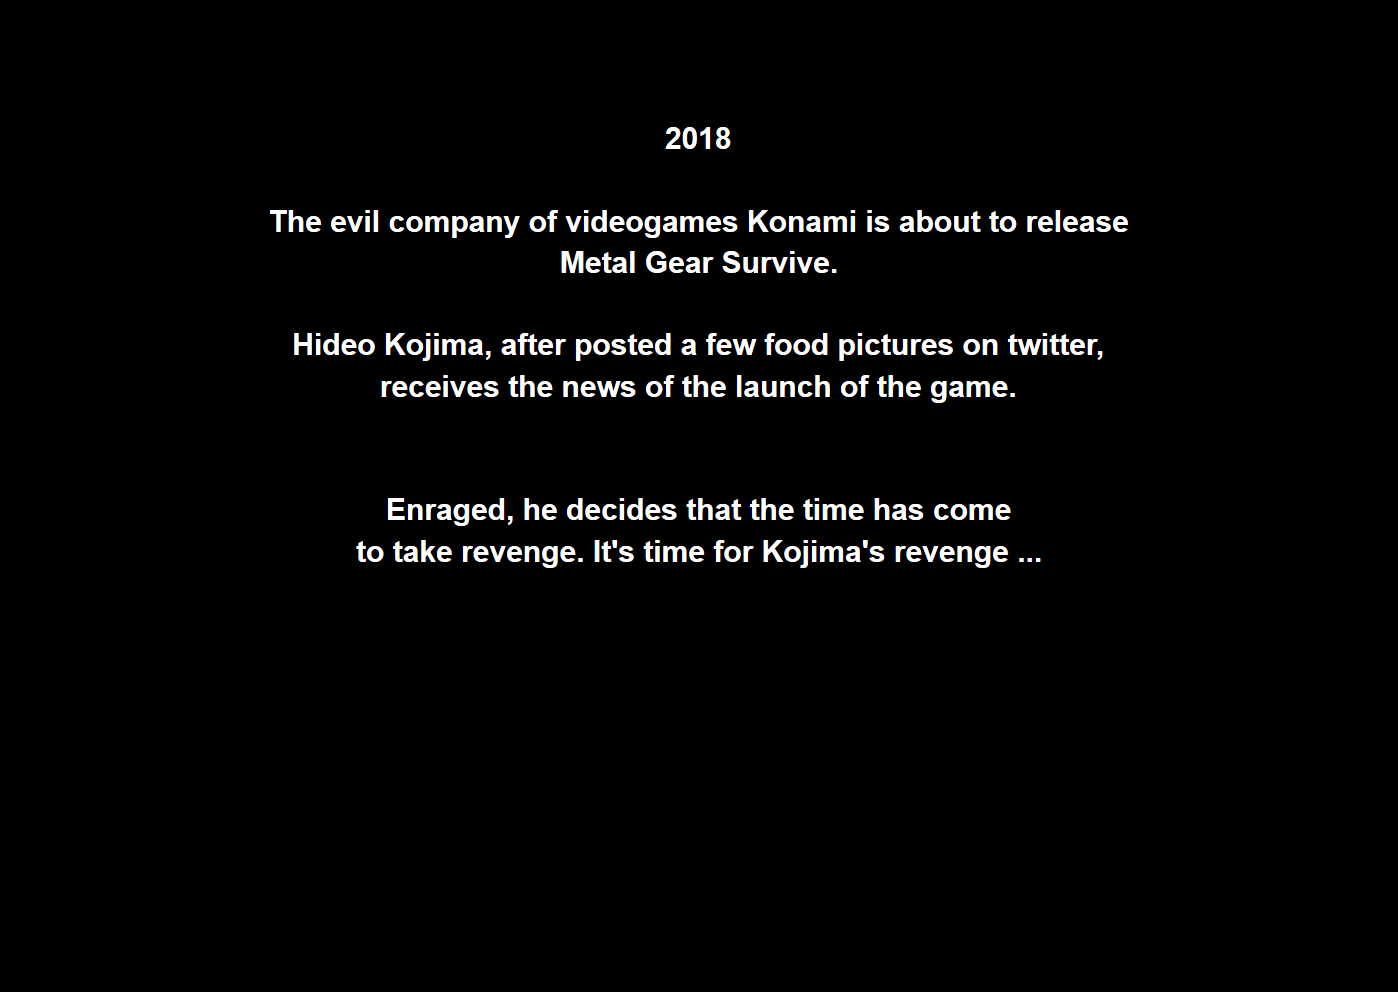 2018
The evil company of videogames Konami is about to release
Metal Gear Survive.
Hideo Kojima, after posted a few food pictures on twitter,
receives the news of the launch of the game.
Enraged, he decides that the time has come
to take revenge. It's time for Kojima's revenge ...